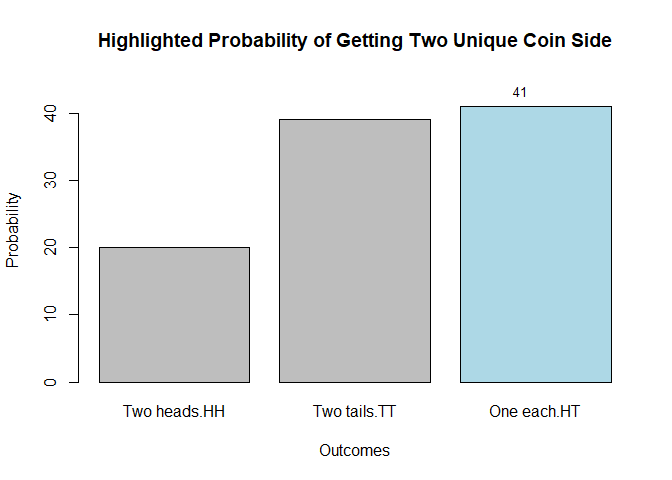 Highlighted Probability of Getting Two Unique Coin Side
41
Probability
40
30
20
10
0
Two heads.HH
Two tails.TT
One each.HT
Outcomes